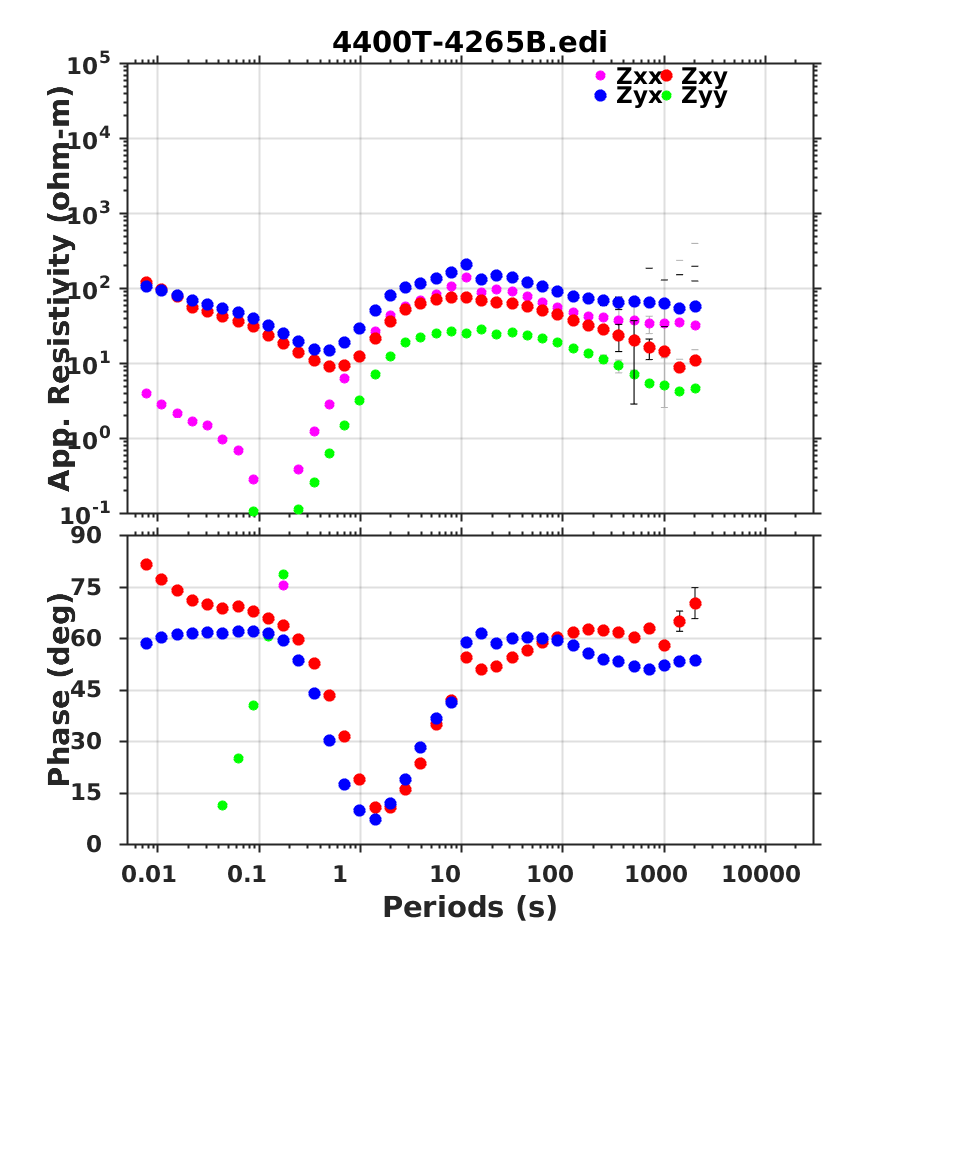 4400T-4265B.edi
App. Resistivity (ohm-m)
10^5
10^4
10^3
10^2
10^1
10^0
10^-1
Zxx Zxy
Zyx Zyy
Phase (deg)
90
75
60
45
30
15
0
0.01 0.1 1 10 100 1000 10000
Periods (s)